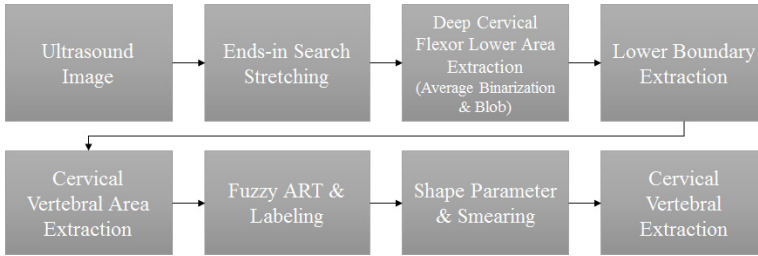 Ultrasound
Image
Ends-in Search
Stretching
Deep Cervical
Flexor Lower Area
Extraction
(Average Binarization
& Blob)
Lower Boundary
Extraction
Cervical
Vertebral Area
Extraction
Fuzzy ART &
Labeling
Shape Parameter
& Smearing
Cervical
Vertebral
Extraction